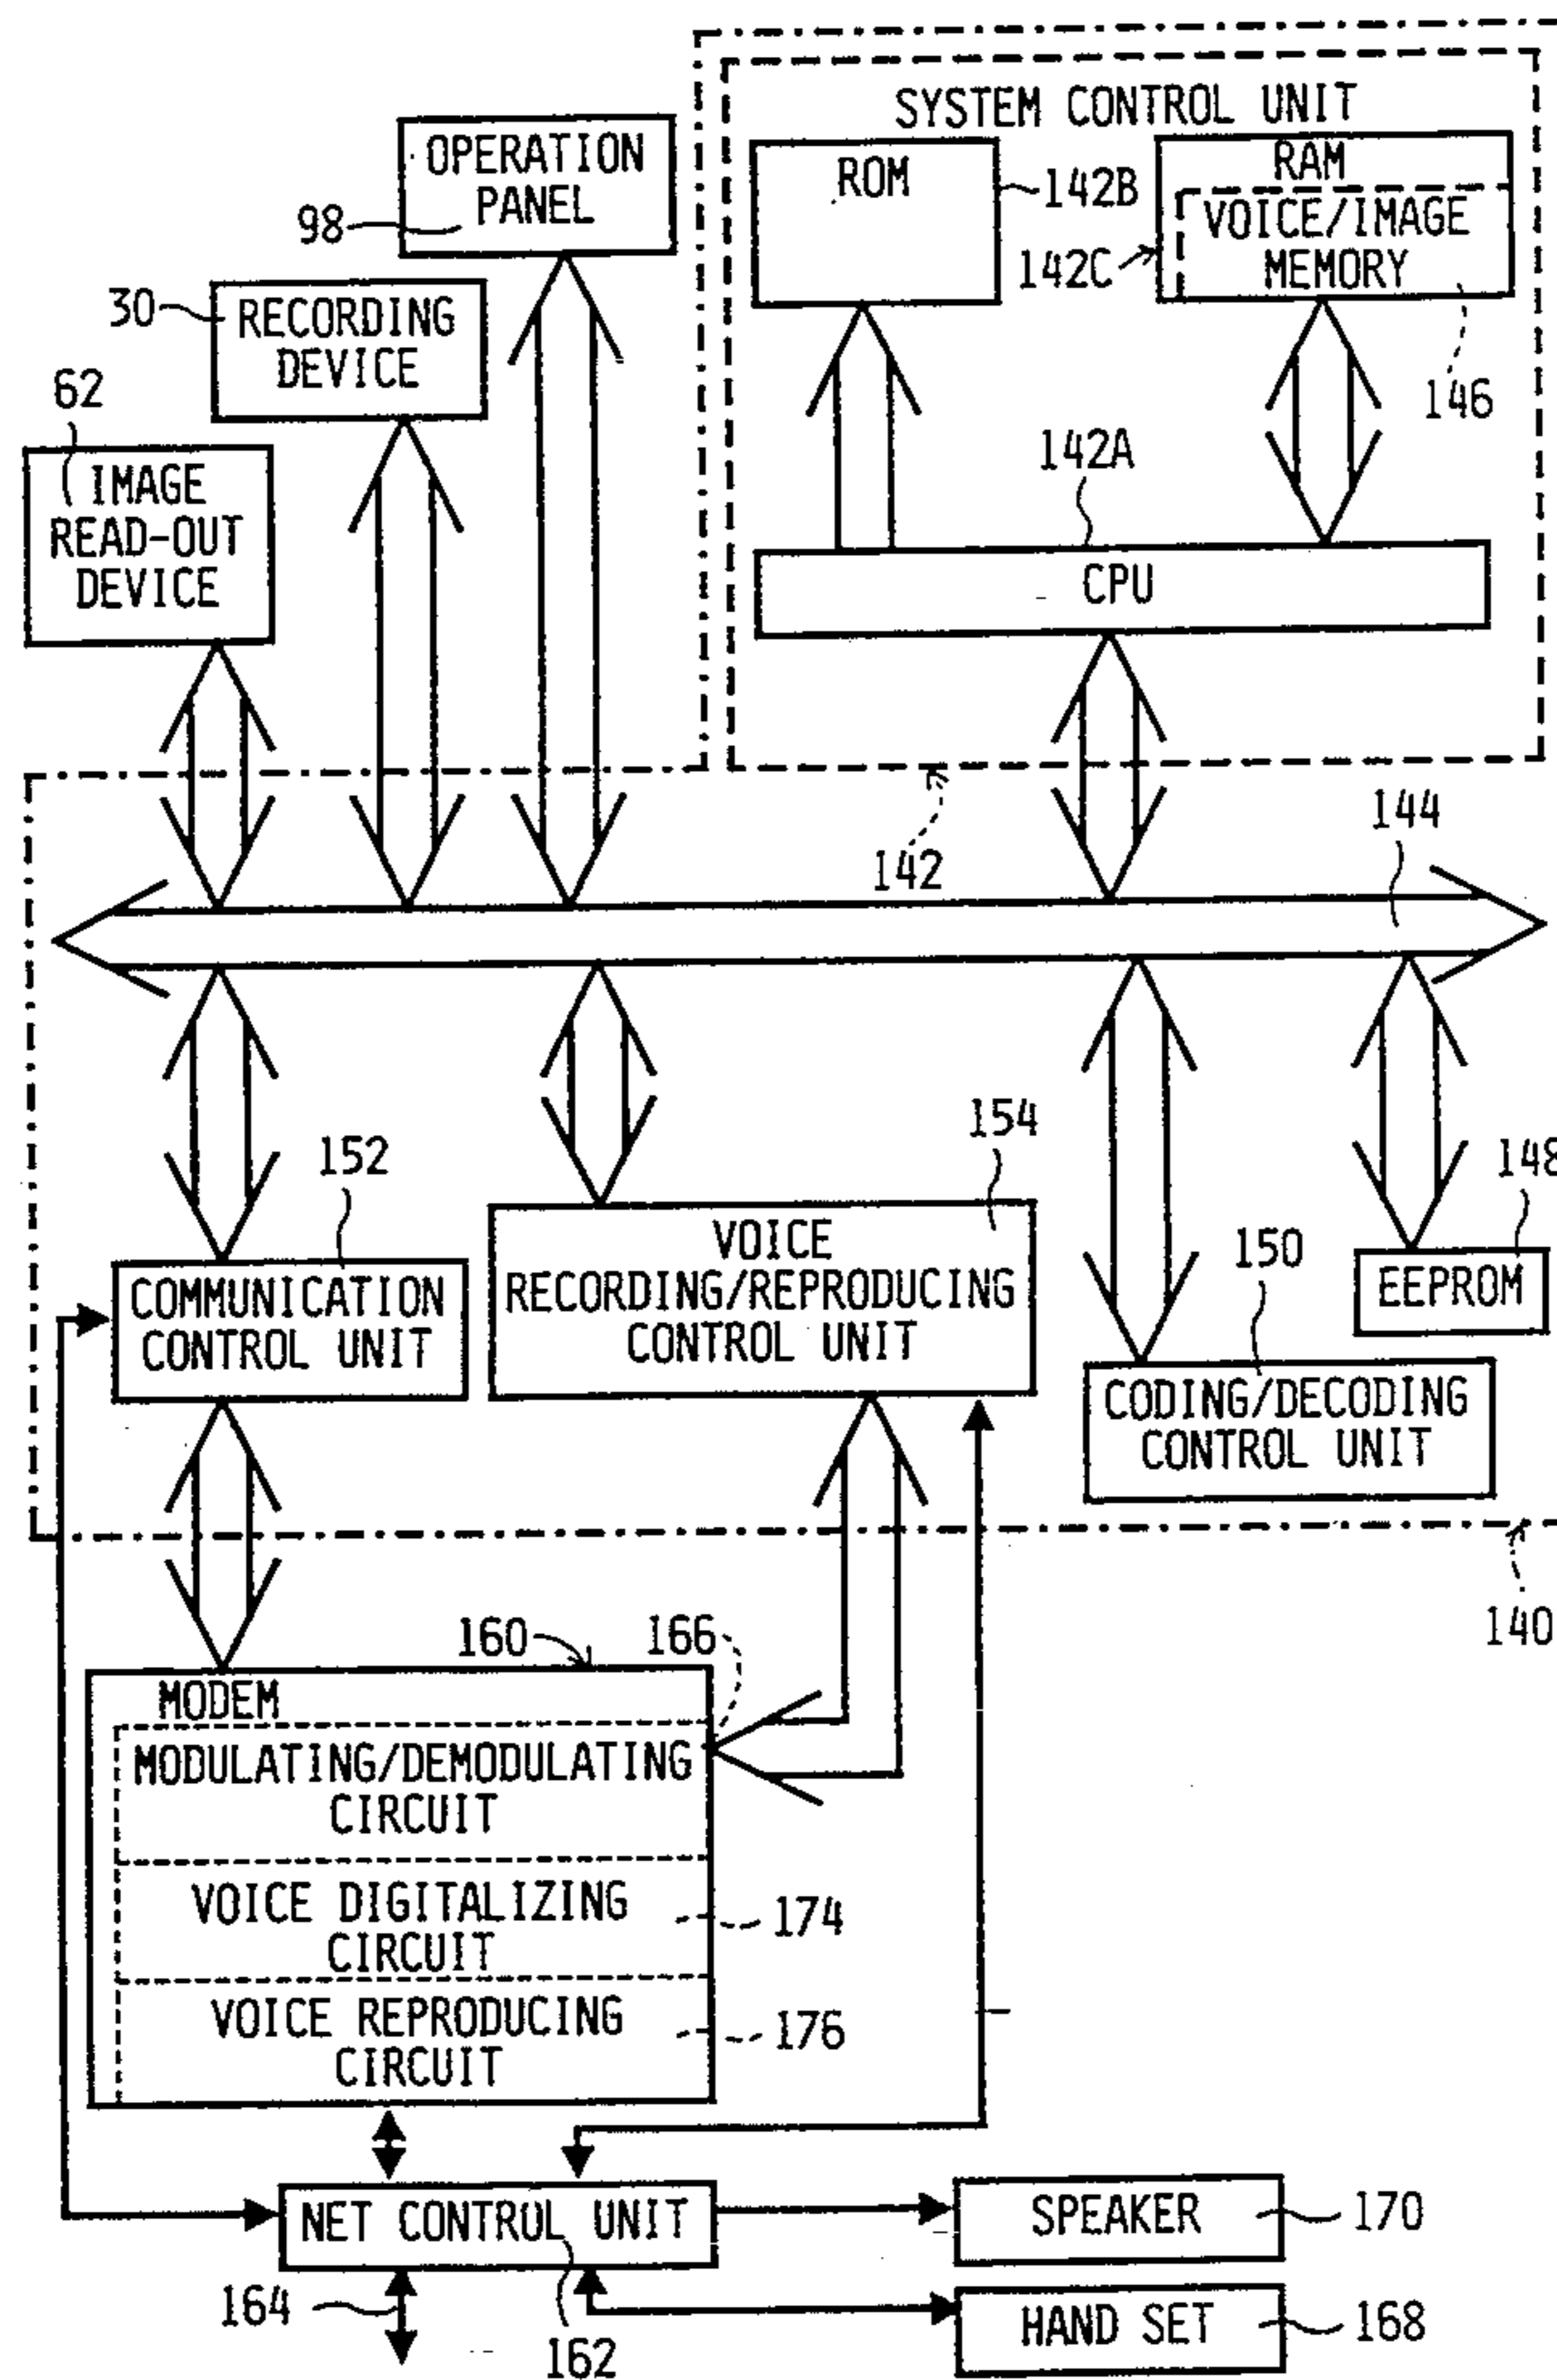 SYSTEM CONTROL UNIT
OPERATION
PANEL
98
ROM
142B
RAM
VOICE/IMAGE
MEMORY
142C
146
30
RECORDING
DEVICE
62
IMAGE
READ-OUT
DEVICE
142A
CPU
142
144
152
154
148
COMMUNICATION
CONTROL UNIT
VOICE
RECORDING/REPRODUCING
CONTROL UNIT
150
EEPROM
CODING/DECODING
CONTROL UNIT
140
160
166
MODEM
MODULATING/DEMODULATING
CIRCUIT
VOICE DIGITALIZING
CIRCUIT
174
VOICE REPRODUCING
CIRCUIT
176
NET CONTROL UNIT
SPEAKER
170
164
162
HAND SET
168